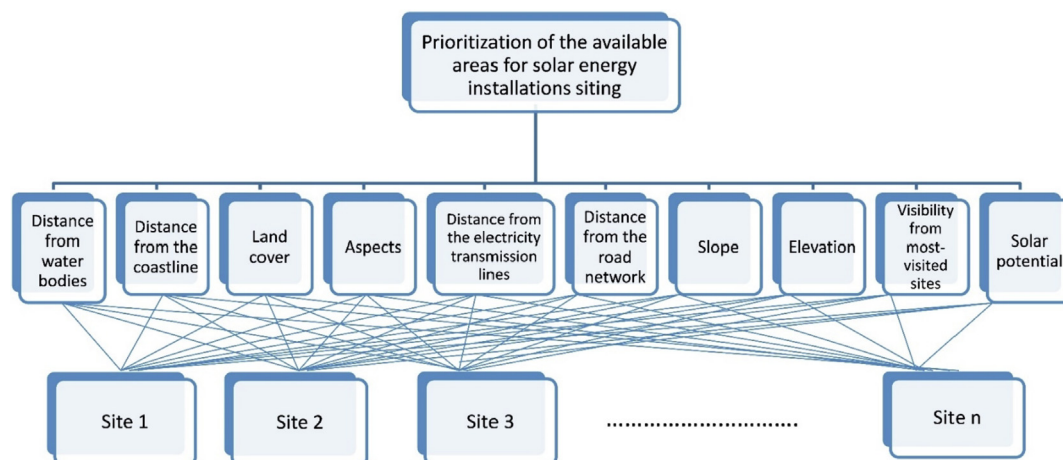 Prioritization of the available
areas for solar energy
installations siting
Distance
from
water
bodies
Distance
from the
coastline
Land
cover
Aspects
Distance from
the electricity
transmission
lines
Distance
from the
road
network
Slope
Elevation
Visibility
from
most-
visited
sites
Solar
potential
Site 1
Site 2
Site 3
......................................
Site n